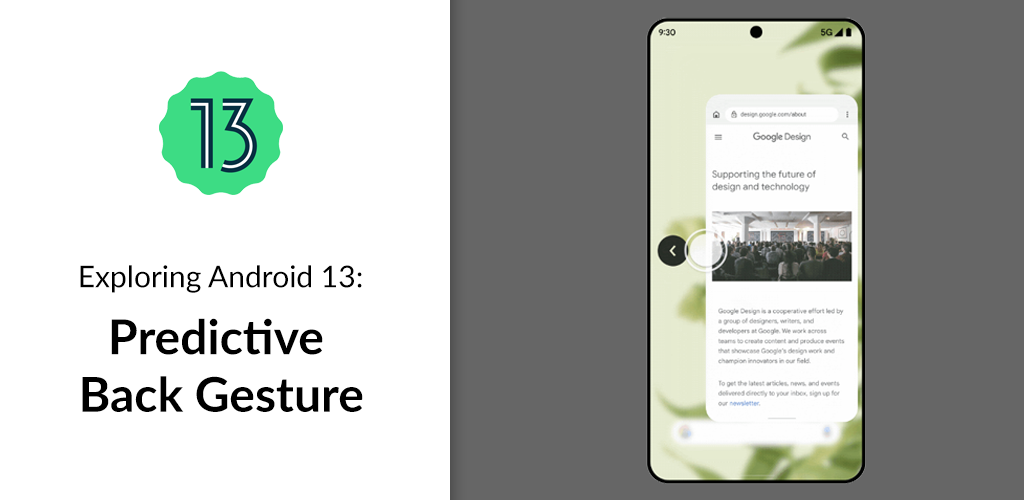 13
Exploring Android 13:
Predictive
Back Gesture
9:30
5G
design.google.com/about
Google Design
Supporting the future of
design and technology
Google Design is a cooperative effort led by
a group of designers, writers, and
developers at Google. We work across
teams to create content and produce events
that showcase Google's design work and
champion innovators in our field.
To get the latest articles, news, and events
delivered directly to your inbox, sign up for
our newsletter.